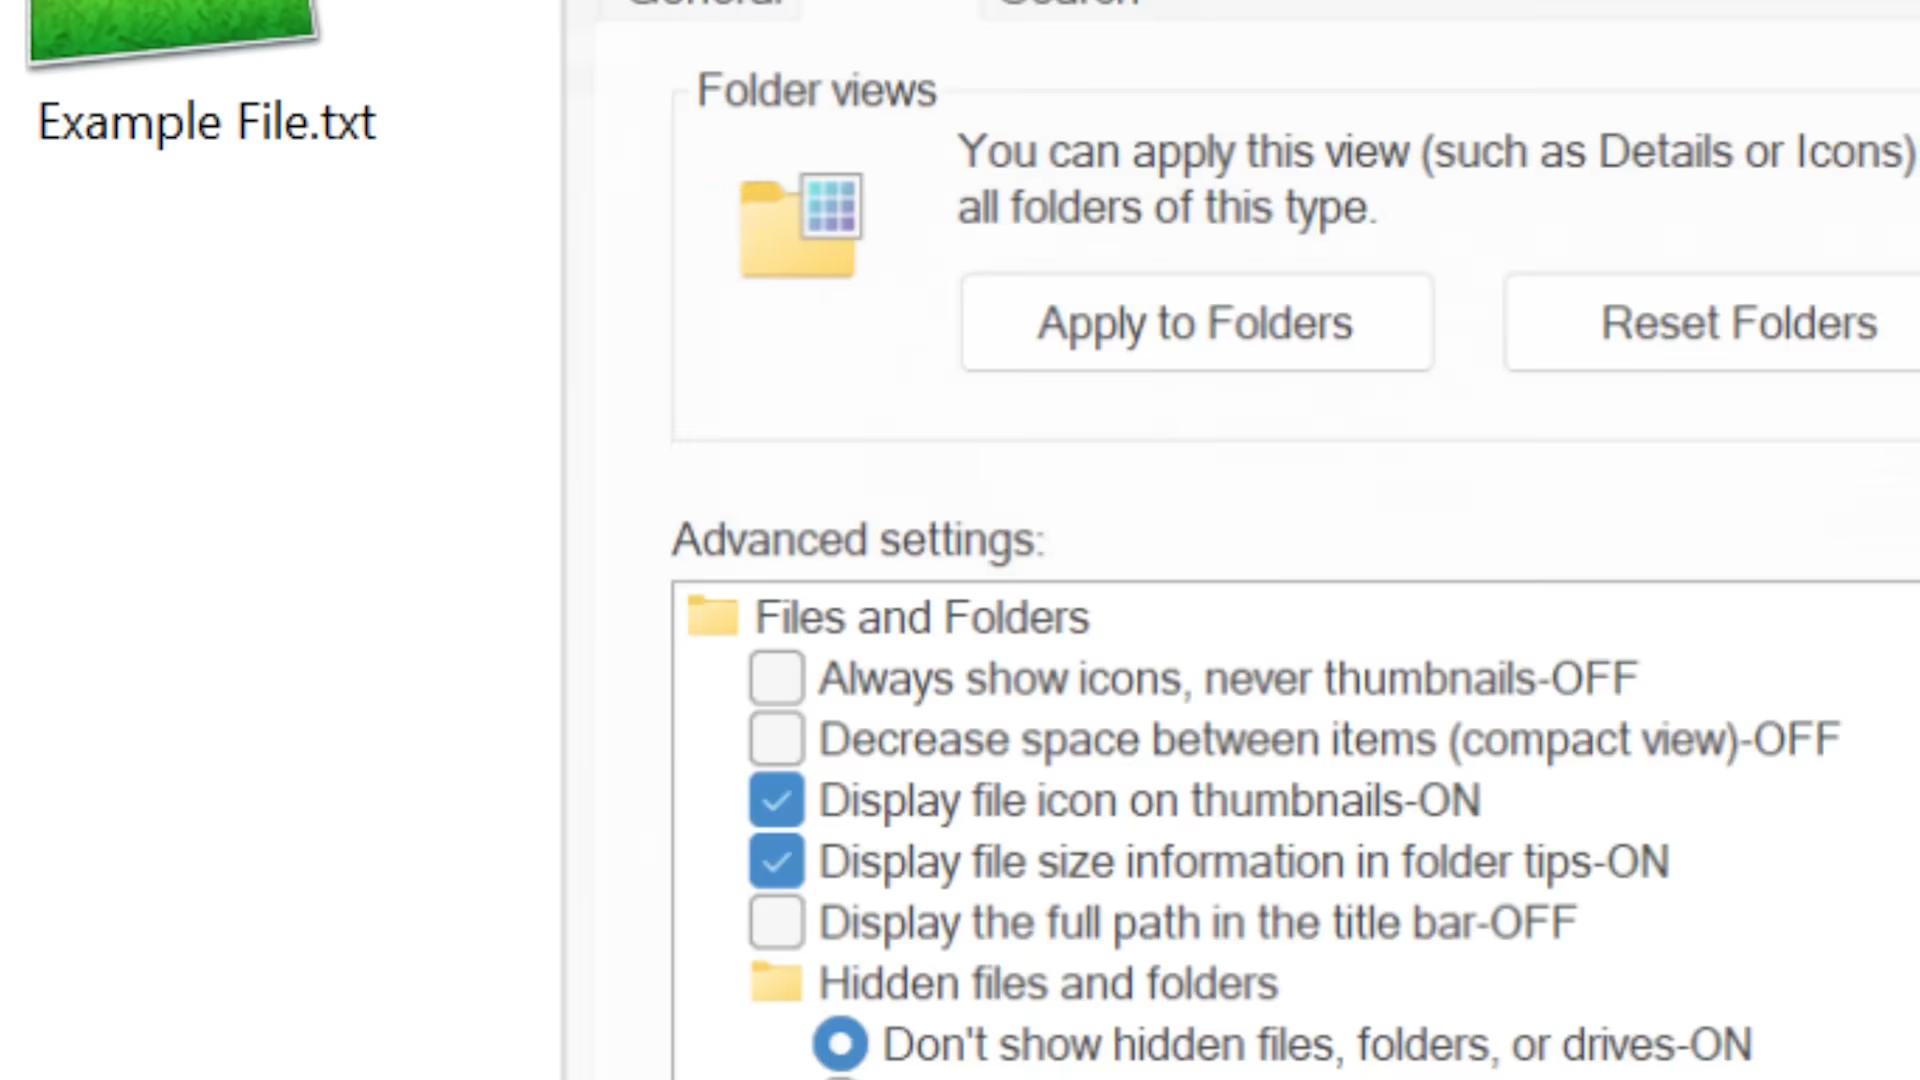 General
Search
Example File.txt
Folder views
You can apply this view (such as Details or Icons)
all folders of this type.
Apply to Folders
Reset Folders
Advanced settings:
Files and Folders
Always show icons, never thumbnails-OFF
Decrease space between items (compact view)-OFF
Display file icon on thumbnails-ON
Display file size information in folder tips-ON
Display the full path in the title bar-OFF
Hidden files and folders
Don't show hidden files, folders, or drives-ON